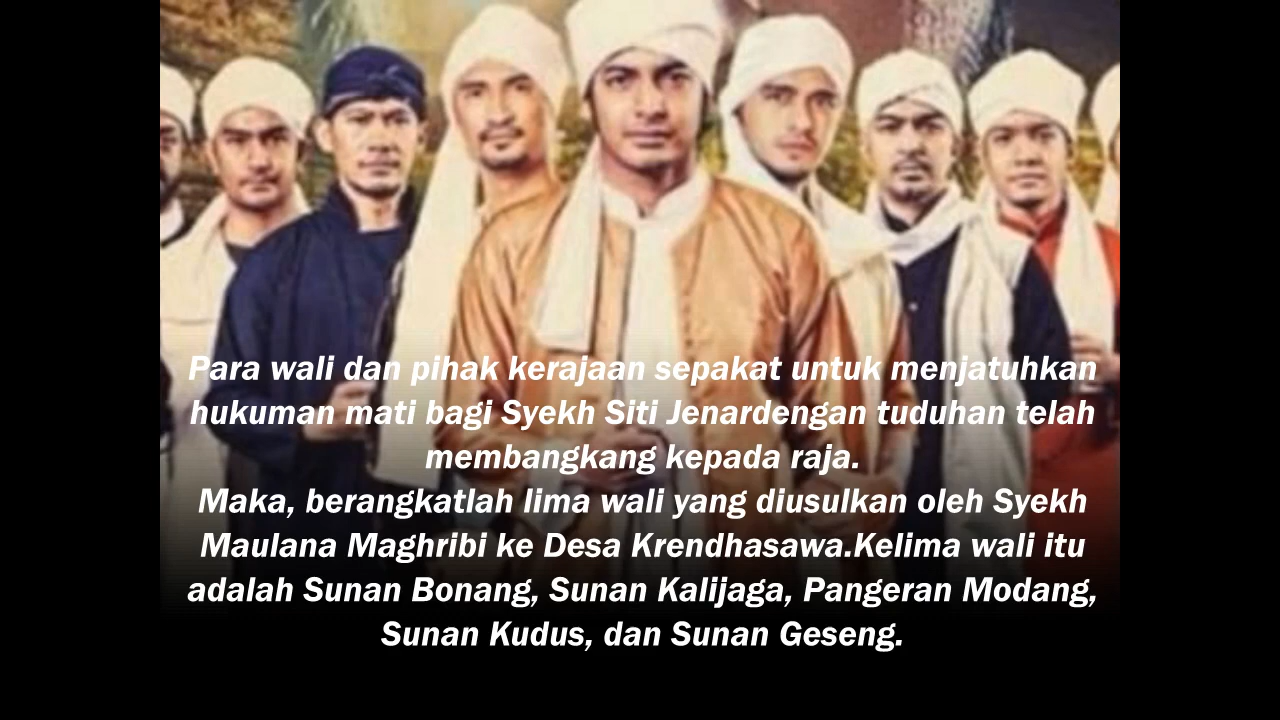 Para wali dan pihak kerajaan sepakat untuk menjatuhkan
hukuman mati bagi Syekh Siti Jenardengan tuduhan telah
membangkang kepada raja.
Maka, berangkatlah lima wali yang diusulkan oleh Syekh
Maulana Maghribi ke Desa Krendhasawa.Kelima wali itu
adalah Sunan Bonang, Sunan Kalijaga, Pangeran Modang,
Sunan Kudus, dan Sunan Geseng.